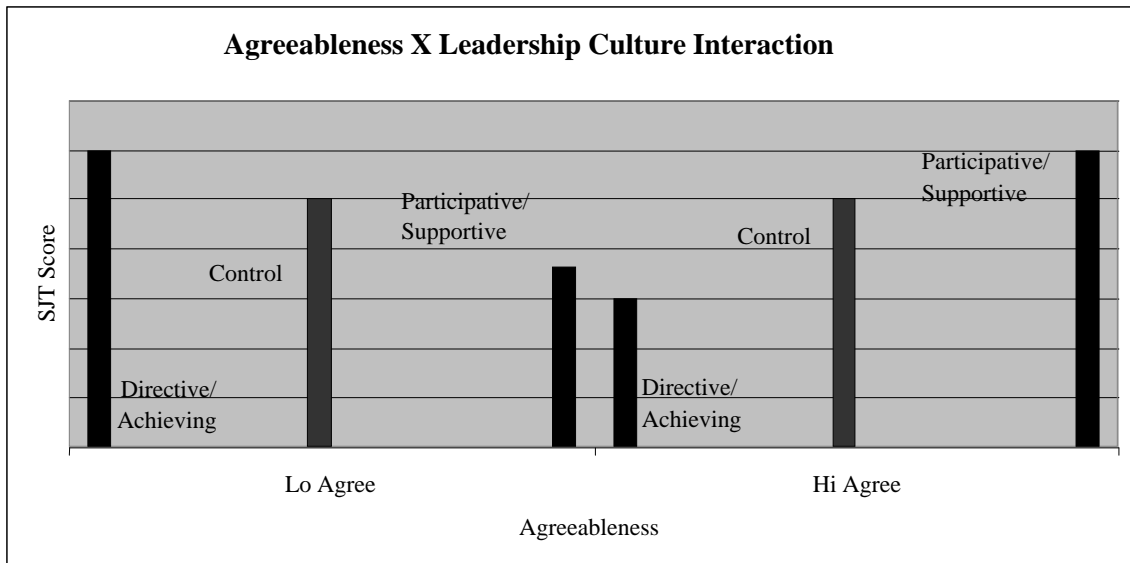 Agreeableness X Leadership Culture Interaction
SJT Score
Directive/
Achieving
Control
Participative/
Supportive
Directive/
Achieving
Control
Participative/
Supportive
Lo Agree
Hi Agree
Agreeableness